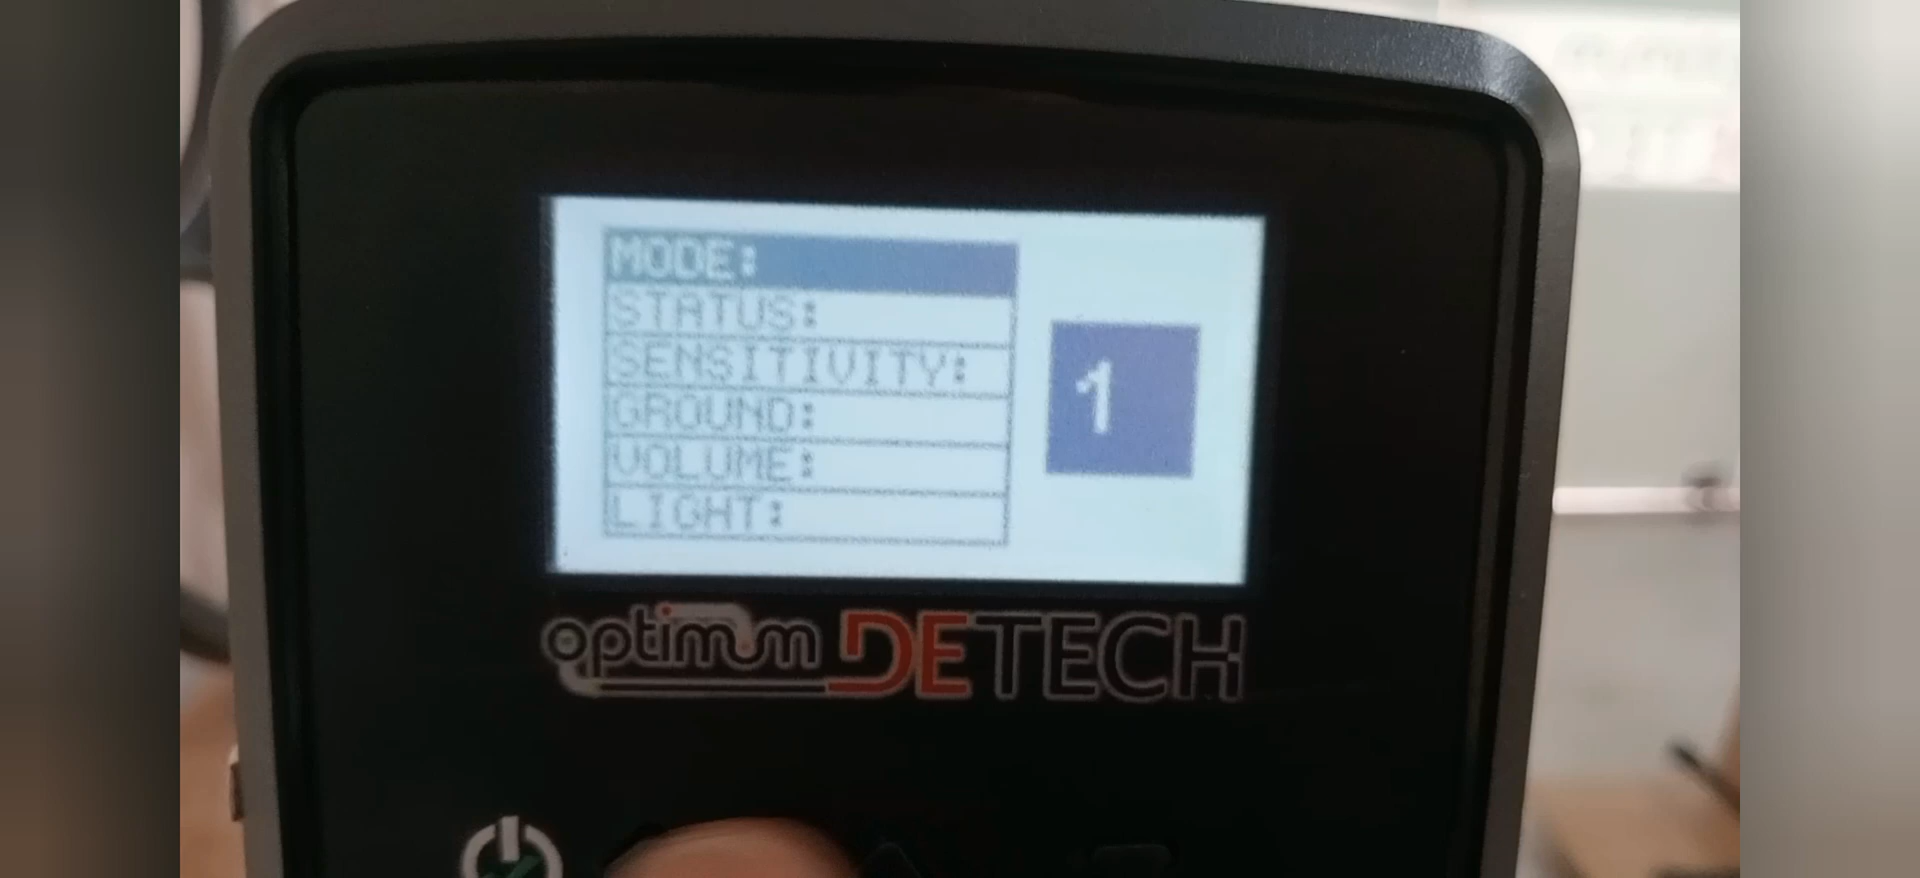 MODE:
STATUS:
SENSITIVITY:
GROUND:
VOLUME:
LIGHT:
1
optimum DETECH